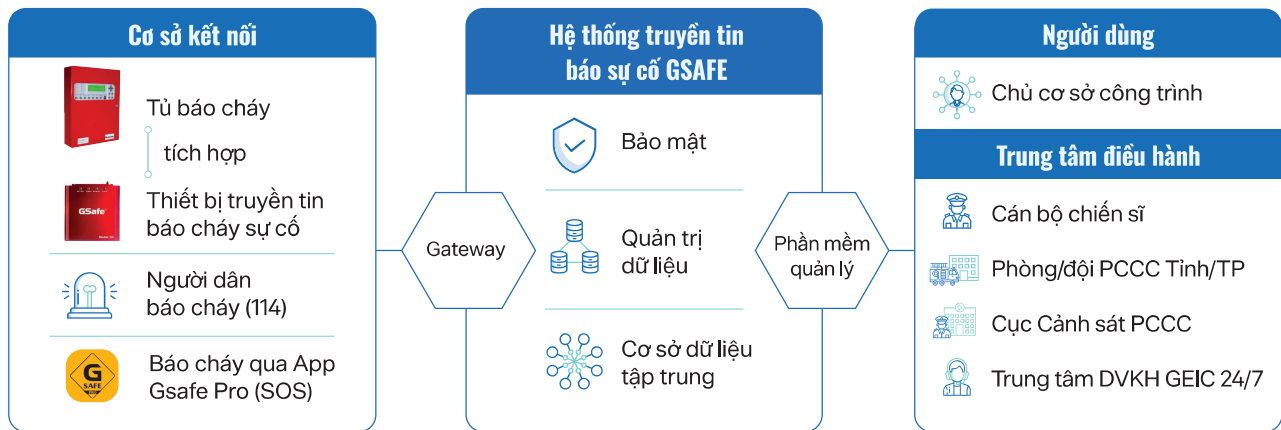 Cơ sở kết nối
Tủ báo cháy
tích hợp
GSafe
Thiết bị truyền tin
báo cháy sự cố
Người dân
báo cháy (114)
G
SAFE
PRO
Báo cháy qua App
Gsafe Pro (SOS)
Gateway
Hệ thống truyền tin
báo sự cố GSAFE
Bảo mật
Quản trị
dữ liệu
Cơ sở dữ liệu
tập trung
Phần mềm
quản lý
Người dùng
Chủ cơ sở công trình
Trung tâm điều hành
Cán bộ chiến sĩ
Phòng/đội PCCC Tỉnh/TP
Cục Cảnh sát PCCC
Trung tâm DVKH GEIC 24/7